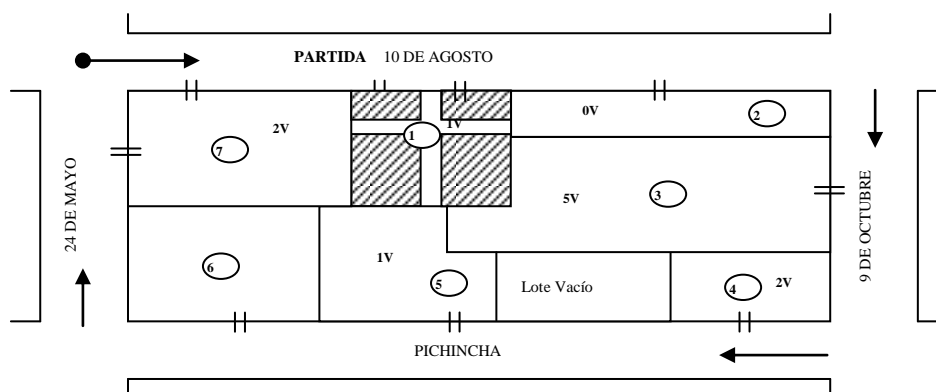 PARTIDA 10 DE AGOSTO
2V
1
1V
0V
2
7
5V
3
24 DE MAYO
9 DE OCTUBRE
6
1V
5
Lote Vacío
4
2V
PICHINCHA